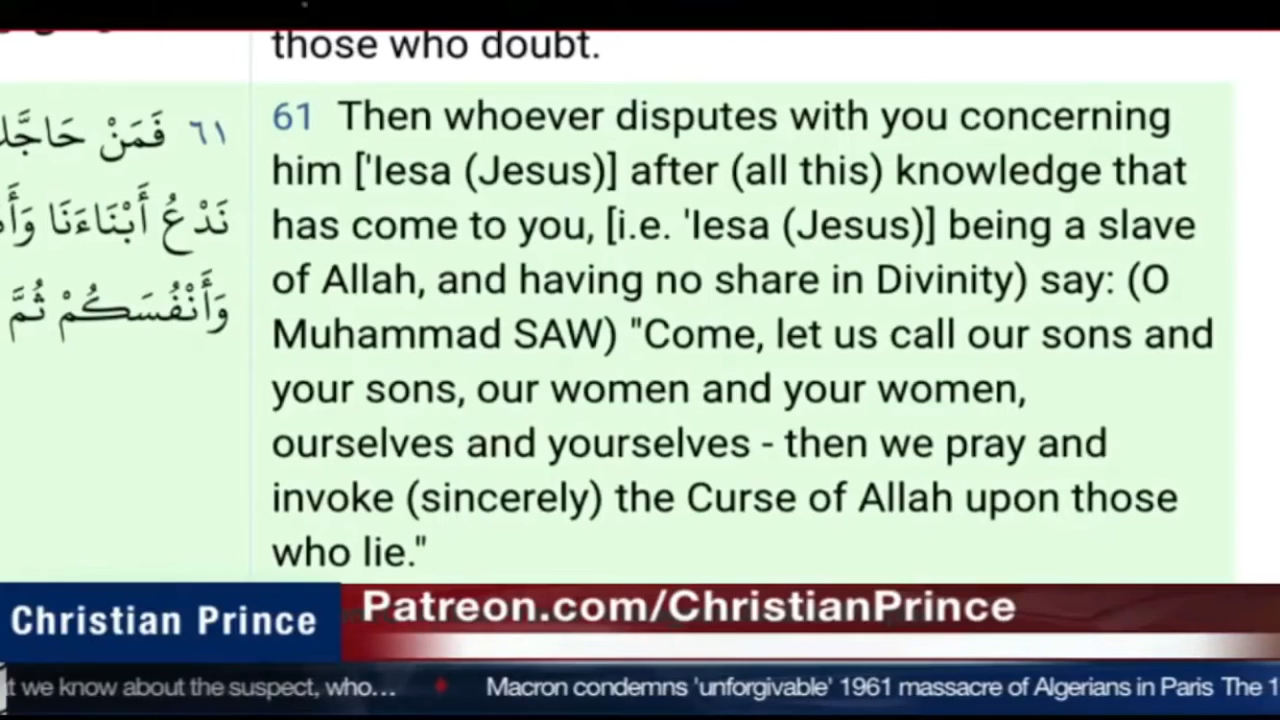 those who doubt.
٦١ فَمَنْ حَاجَّكَ
نَدْعُ أَبْنَاءَنَا
وَأَنْفُسَكُمْ ثُمَّ
61 Then whoever disputes with you concerning
him ['Iesa (Jesus)] after (all this) knowledge that
has come to you, [i.e. 'Iesa (Jesus)] being a slave
of Allah, and having no share in Divinity) say: (O
Muhammad SAW) "Come, let us call our sons and
your sons, our women and your women,
ourselves and yourselves - then we pray and
invoke (sincerely) the Curse of Allah upon those
who lie."
Christian Prince
Patreon.com/ChristianPrince
t we know about the suspect, who... Macron condemns 'unforgivable' 1961 massacre of Algerians in Paris The 1